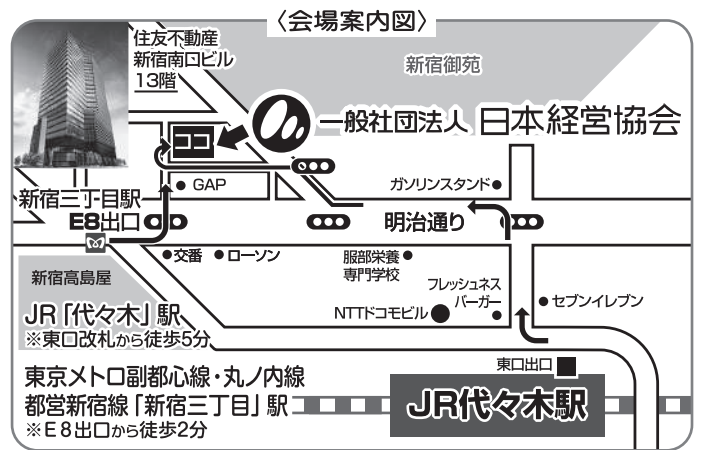 〈会場案内図〉
住友不動産
新宿南口ビル
13階
新宿御苑
一般社団法人 日本経営協会
ココ
GAP
ガソリンスタンド
新宿三丁目駅
E8出口
明治通り
交番
ローソン
服部栄養
専門学校
新宿高島屋
フレッシュネス
バーガー
NTTドコモビル
セブンイレブン
JR「代々木」駅
※東口改札から徒歩5分
東口出口
東京メトロ副都心線・丸ノ内線
都営新宿線「新宿三丁目」駅
※E8出口から徒歩2分
JR代々木駅